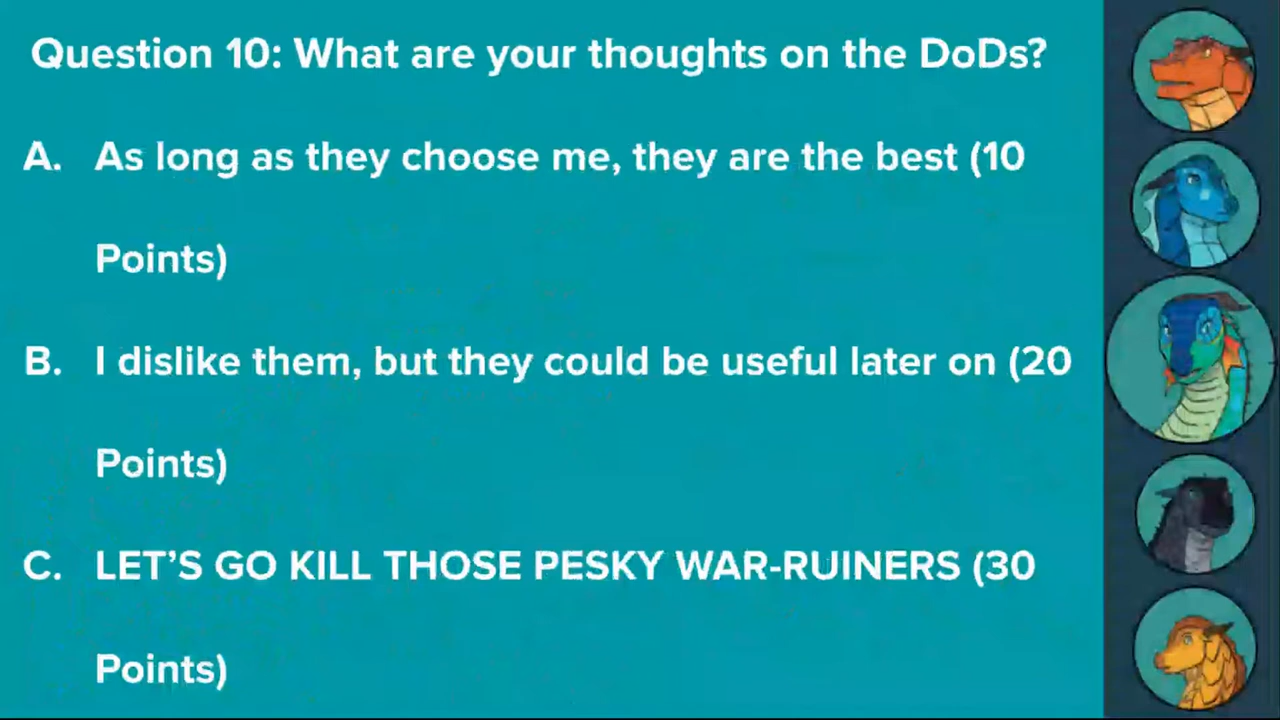 Question 10: What are your thoughts on the DoDs?
A. As long as they choose me, they are the best (10
Points)
B. I dislike them, but they could be useful later on (20
Points)
C. LET’S GO KILL THOSE PESKY WAR-RUINERS (30
Points)